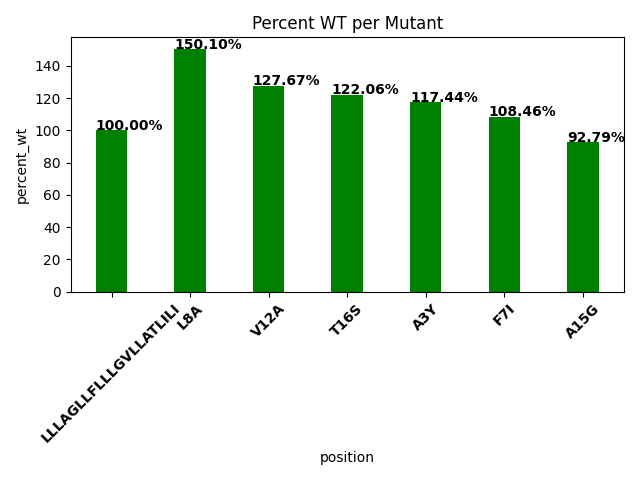 Percent WT per Mutant
percent_wt
140
120
100
80
60
40
20
0
100.00%
150.10%
127.67%
122.06%
117.44%
108.46%
92.79%
LLLAGLLFLLLGVLLATLILI
L8A
V12A
T16S
A3Y
F7I
A15G
position